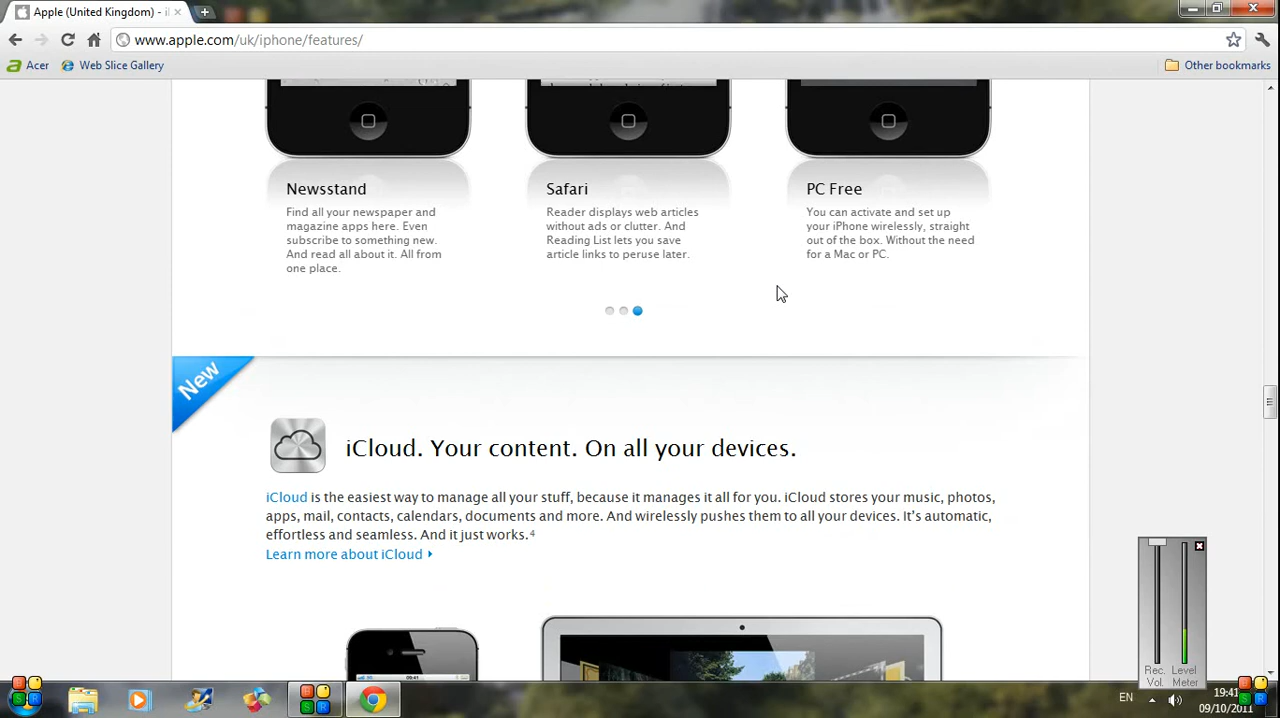 Apple (United Kingdom) - i
www.apple.com/uk/iphone/features/
Acer
Web Slice Gallery
Other bookmarks
Newsstand
Find all your newspaper and
magazine apps here. Even
subscribe to something new.
And read all about it. All from
one place.
Safari
Reader displays web articles
without ads or clutter. And
Reading List lets you save
article links to peruse later.
PC Free
You can activate and set up
your iPhone wirelessly, straight
out of the box. Without the need
for a Mac or PC.
New
iCloud. Your content. On all your devices.
iCloud is the easiest way to manage all your stuff, because it manages it all for you. iCloud stores your music, photos,
apps, mail, contacts, calendars, documents and more. And wirelessly pushes them to all your devices. It's automatic,
effortless and seamless. And it just works.⁴
Learn more about iCloud
09:41
Rec. Level
Vol. Meter
S R
S R
EN
19:41
09/10/2011
S R